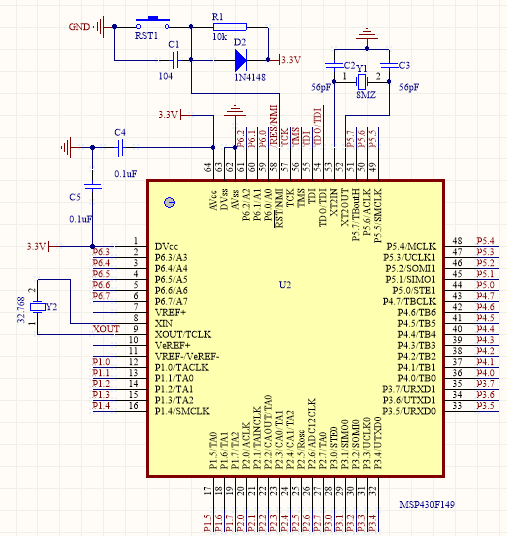 GND
RST1
R1
10k
C1
104
D2
1N4148
3.3V
C2
Y1
C3
1
2
56pF
8MZ
56pF
3.3V
P6.2
P6.1
P6.0
/RES/NMI
TCK
TMS
TDI
TDO/TDI
P5.7
P5.6
P5.5
C4
0.1uF
C5
0.1uF
64
63
62
61
60
59
58
57
56
55
54
53
52
51
50
49
AVcc
DVss
AVss
P6.2/A2
P6.1/A1
P6.0/A0
RST/NMI
TCK
TMS
TDI
TDO/TDI
XT2IN
XT2OUT
P5.7/TBoutH
P5.6/ACLK
P5.5/SMCLK
3.3V
1 DVcc
P6.3 2 P6.3/A3
P6.4 3 P6.4/A4
P6.5 4 P6.5/A5
P6.6 5 P6.6/A6
P6.7 6 P6.7/A7
7 VREF+
8 XIN
XOUT 9 XOUT/TCLK
10 VeREF+
11 VREF-/VeREF-
P1.0 12 P1.0/TACLK
P1.1 13 P1.1/TA0
P1.2 14 P1.2/TA1
P1.3 15 P1.3/TA2
P1.4 16 P1.4/SMCLK
32.768
2
Y2
1
U2
P5.4/MCLK 48 P5.4
P5.3/UCLK1 47 P5.3
P5.2/SOMI1 46 P5.2
P5.1/SIMO1 45 P5.1
P5.0/STE1 44 P5.0
P4.7/TBCLK 43 P4.7
P4.6/TB6 42 P4.6
P4.5/TB5 41 P4.5
P4.4/TB4 40 P4.4
P4.3/TB3 39 P4.3
P4.2/TB2 38 P4.2
P4.1/TB1 37 P4.1
P4.0/TB0 36 P4.0
P3.7/URXD1 35 P3.7
P3.6/UTXD1 34 P3.6
P3.5/URXD0 33 P3.5
P1.5/TA0
P1.6/TA1
P1.7/TA2
P2.0/ACLK
P2.1/TAINCLK
P2.2/CAOUT/TA0
P2.3/CA0/TA1
P2.4/CA1/TA2
P2.5/Rosc
P2.6/ADC12CLK
P2.7/TA0
P3.0/STE0
P3.1/SIMO0
P3.2/SOMI0
P3.3/UCLK0
P3.4/UTXD0
17
18
19
20
21
22
23
24
25
26
27
28
29
30
31
32
P1.5
P1.6
P1.7
P2.0
P2.1
P2.2
P2.3
P2.4
P2.5
P2.6
P2.7
P3.0
P3.1
P3.2
P3.3
P3.4
MSP430F149